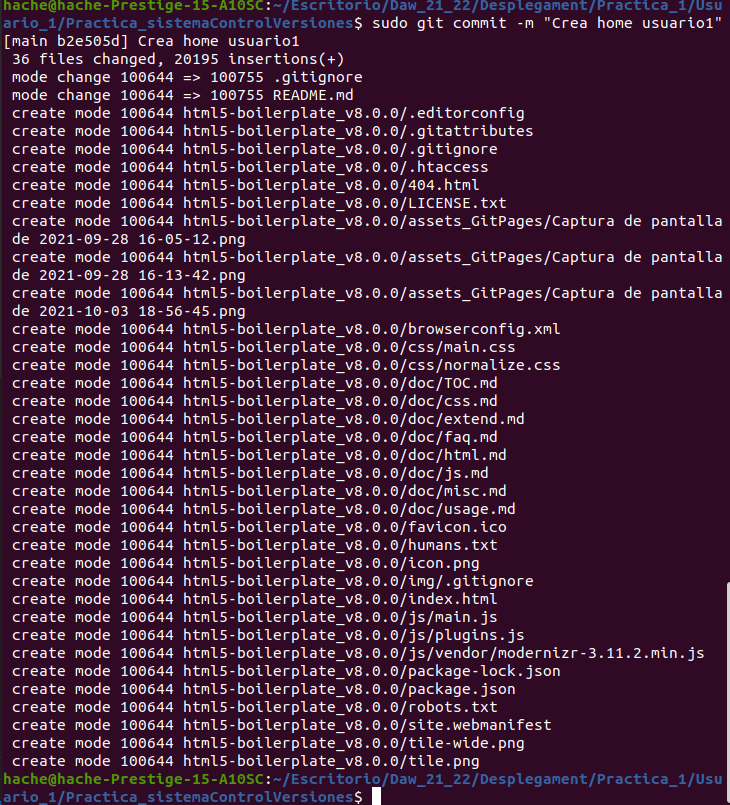 hache@hache-Prestige-15-A10SC:~/Escritorio/Daw_21_22/Desplegament/Practica_1/Usu
ario_1/Practica_sistemaControlVersiones$ sudo git commit -m "Crea home usuario1"
[main b2e505d] Crea home usuario1
 36 files changed, 20195 insertions(+)
 mode change 100644 => 100755 .gitignore
 mode change 100644 => 100755 README.md
 create mode 100644 html5-boilerplate_v8.0.0/.editorconfig
 create mode 100644 html5-boilerplate_v8.0.0/.gitattributes
 create mode 100644 html5-boilerplate_v8.0.0/.gitignore
 create mode 100644 html5-boilerplate_v8.0.0/.htaccess
 create mode 100644 html5-boilerplate_v8.0.0/404.html
 create mode 100644 html5-boilerplate_v8.0.0/LICENSE.txt
 create mode 100644 html5-boilerplate_v8.0.0/assets_GitPages/Captura de pantalla
 de 2021-09-28 16-05-12.png
 create mode 100644 html5-boilerplate_v8.0.0/assets_GitPages/Captura de pantalla
 de 2021-09-28 16-13-42.png
 create mode 100644 html5-boilerplate_v8.0.0/assets_GitPages/Captura de pantalla
 de 2021-10-03 18-56-45.png
 create mode 100644 html5-boilerplate_v8.0.0/browserconfig.xml
 create mode 100644 html5-boilerplate_v8.0.0/css/main.css
 create mode 100644 html5-boilerplate_v8.0.0/css/normalize.css
 create mode 100644 html5-boilerplate_v8.0.0/doc/TOC.md
 create mode 100644 html5-boilerplate_v8.0.0/doc/css.md
 create mode 100644 html5-boilerplate_v8.0.0/doc/extend.md
 create mode 100644 html5-boilerplate_v8.0.0/doc/faq.md
 create mode 100644 html5-boilerplate_v8.0.0/doc/html.md
 create mode 100644 html5-boilerplate_v8.0.0/doc/js.md
 create mode 100644 html5-boilerplate_v8.0.0/doc/misc.md
 create mode 100644 html5-boilerplate_v8.0.0/doc/usage.md
 create mode 100644 html5-boilerplate_v8.0.0/favicon.ico
 create mode 100644 html5-boilerplate_v8.0.0/humans.txt
 create mode 100644 html5-boilerplate_v8.0.0/icon.png
 create mode 100644 html5-boilerplate_v8.0.0/img/.gitignore
 create mode 100644 html5-boilerplate_v8.0.0/index.html
 create mode 100644 html5-boilerplate_v8.0.0/js/main.js
 create mode 100644 html5-boilerplate_v8.0.0/js/plugins.js
 create mode 100644 html5-boilerplate_v8.0.0/js/vendor/modernizr-3.11.2.min.js
 create mode 100644 html5-boilerplate_v8.0.0/package-lock.json
 create mode 100644 html5-boilerplate_v8.0.0/package.json
 create mode 100644 html5-boilerplate_v8.0.0/robots.txt
 create mode 100644 html5-boilerplate_v8.0.0/site.webmanifest
 create mode 100644 html5-boilerplate_v8.0.0/tile-wide.png
 create mode 100644 html5-boilerplate_v8.0.0/tile.png
hache@hache-Prestige-15-A10SC:~/Escritorio/Daw_21_22/Desplegament/Practica_1/Usu
ario_1/Practica_sistemaControlVersiones$